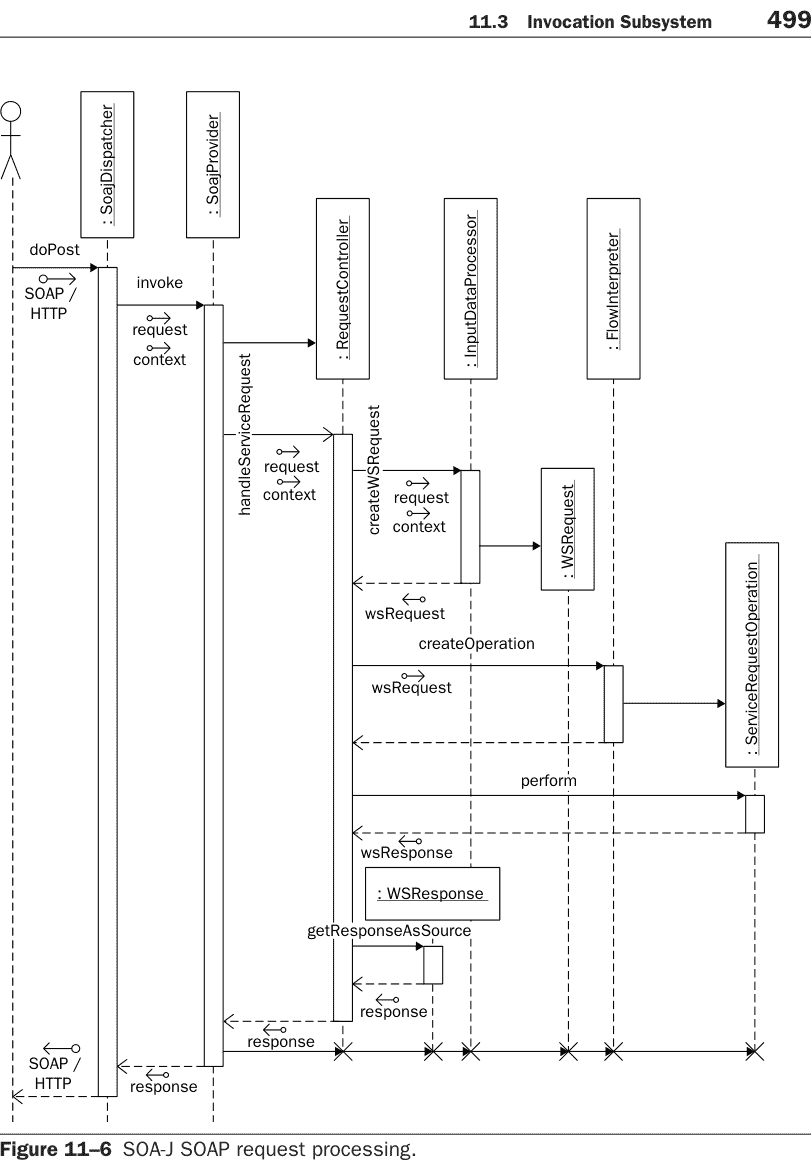 11.3 Invocation Subsystem 499
: SoajDispatcher
: SoajProvider
: RequestController
: InputDataProcessor
: FlowInterpreter
doPost
SOAP /
HTTP
invoke
request
context
handleServiceRequest
request
context
createWSRequest
request
context
: WSRequest
wsRequest
: ServiceRequestOperation
createOperation
wsRequest
perform
wsResponse
: WSResponse
getResponseAsSource
response
response
SOAP /
HTTP
response
Figure 11–6 SOA-J SOAP request processing.